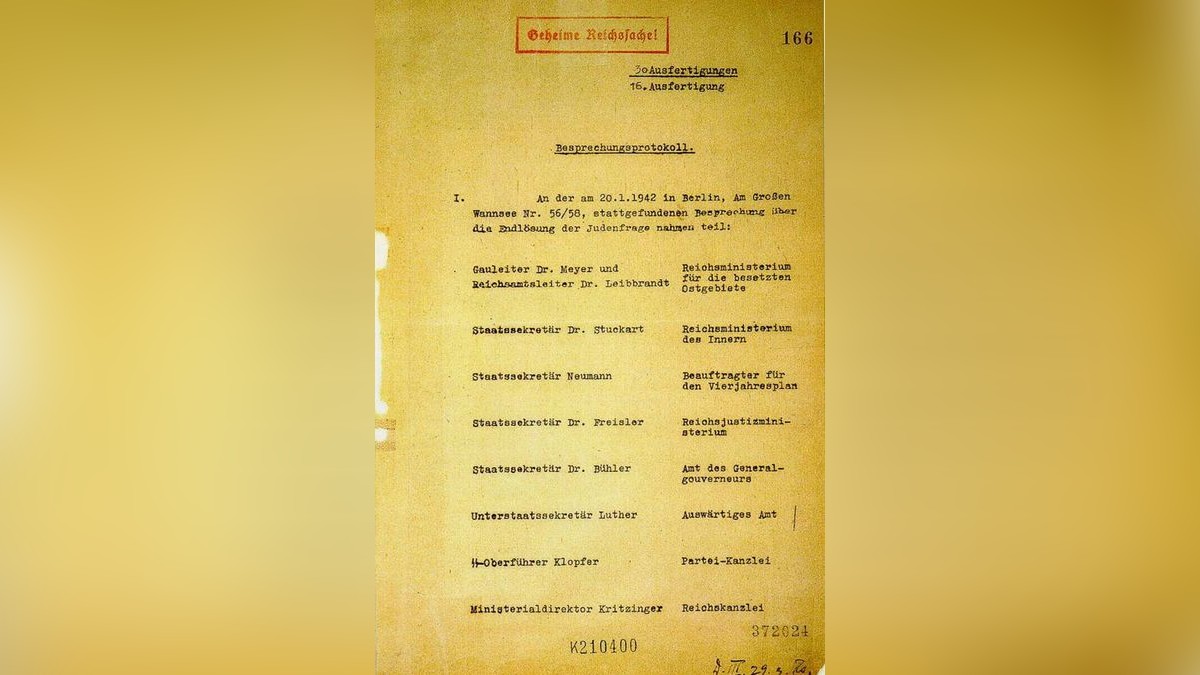 Geheime Reichssache!
166
30 Ausfertigungen
16. Ausfertigung
Besprechungsprotokoll.
I. An der am 20.1.1942 in Berlin, Am Großen
Wannsee Nr. 56/58, stattgefundenen Besprechung über
die Endlösung der Judenfrage nahmen teil:
Gauleiter Dr. Meyer und
Reichsamtsleiter Dr. Leibbrandt
Reichsministerium
für die besetzten
Ostgebiete
Staatssekretär Dr. Stuckart
Reichsministerium
des Innern
Staatssekretär Neumann
Beauftragter für
den Vierjahresplan
Staatssekretär Dr. Freisler
Reichsjustizmini-
sterium
Staatssekretär Dr. Bühler
Amt des General-
gouverneurs
Unterstaatssekretär Luther
Auswärtiges Amt
SS-Oberführer Klopfer
Partei-Kanzlei
Ministerialdirektor Kritzinger
Reichskanzlei
372024
K210400
D.III. 29. g. Rs.